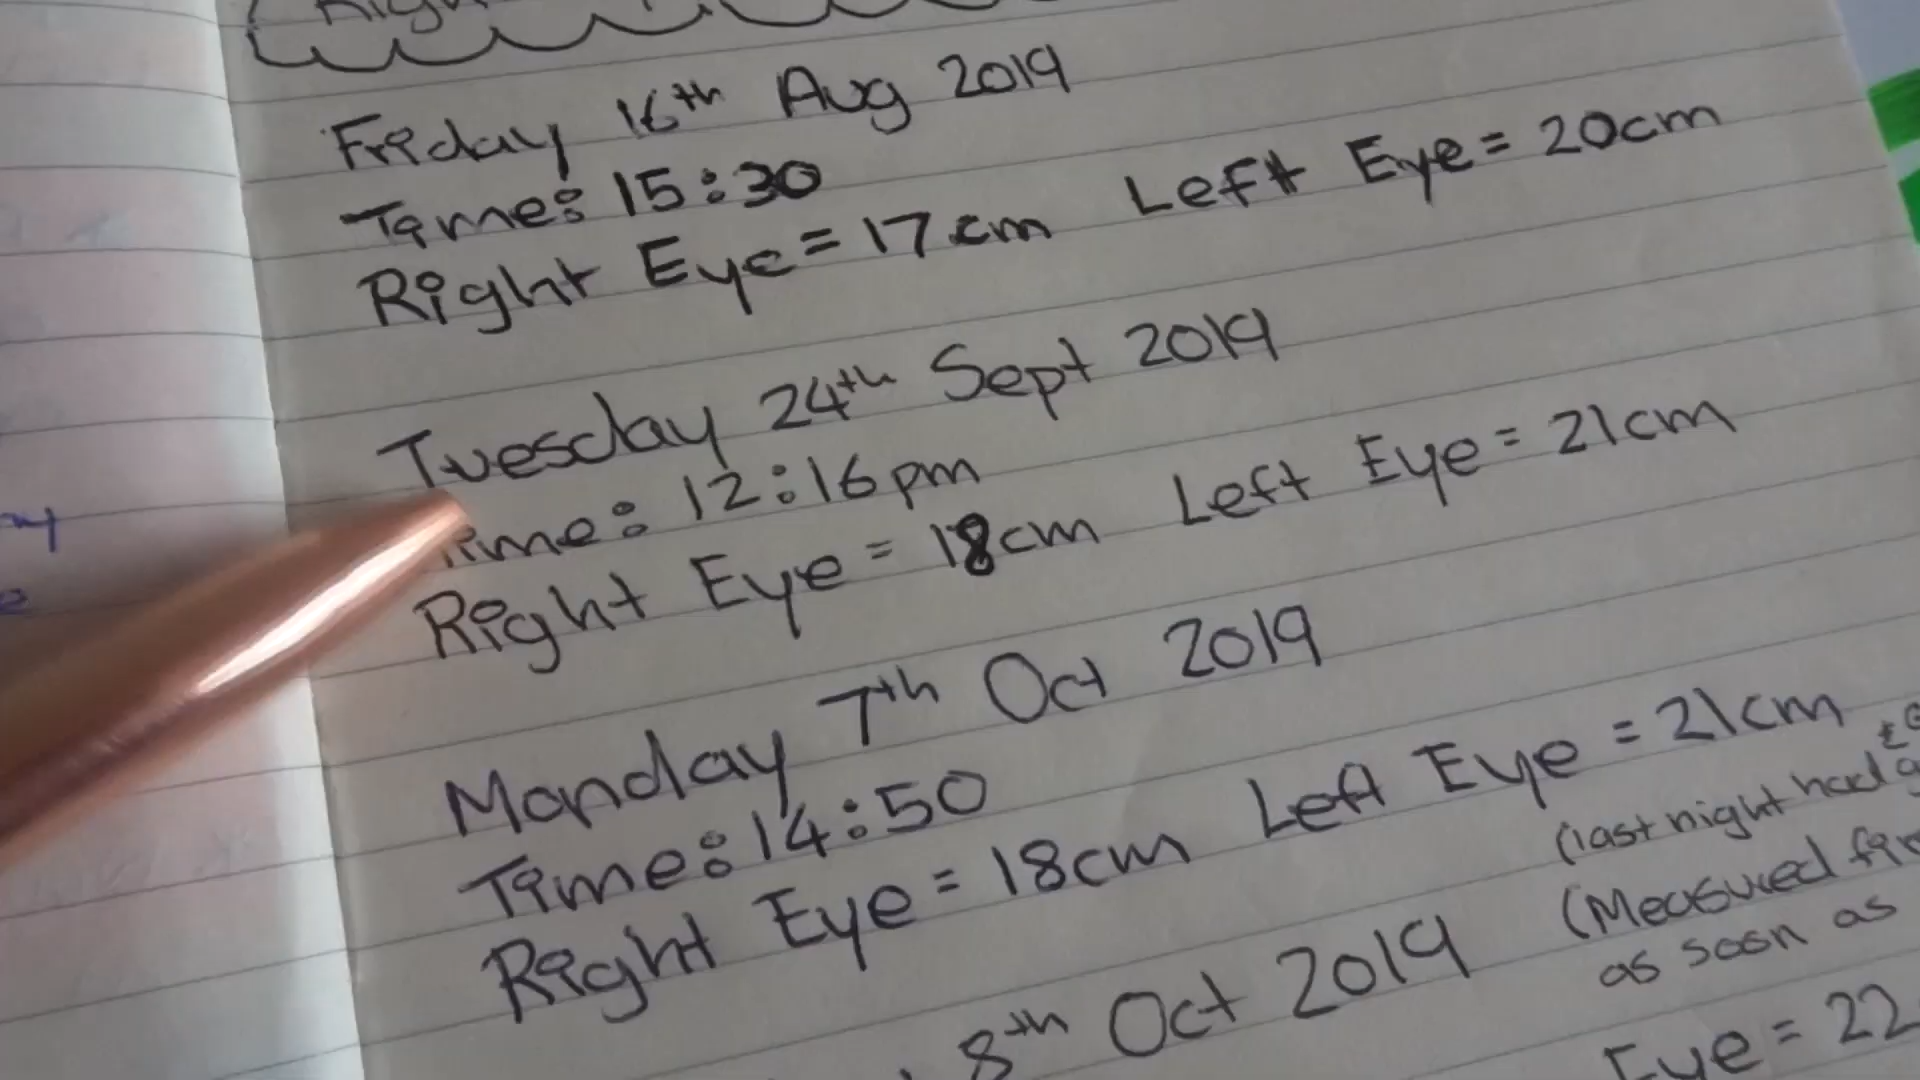 Right
Friday 16th Aug 2019
Time: 15:30
Right Eye = 17cm Left Eye = 20cm
Tuesday 24th Sept 2019
Time: 12:16pm
Right Eye = 18cm Left Eye = 21cm
Monday 7th Oct 2019
Time: 14:50
Right Eye = 18cm Left Eye = 21cm
(last night had
(Measured
as soon as
8th Oct 2019
Eye = 22